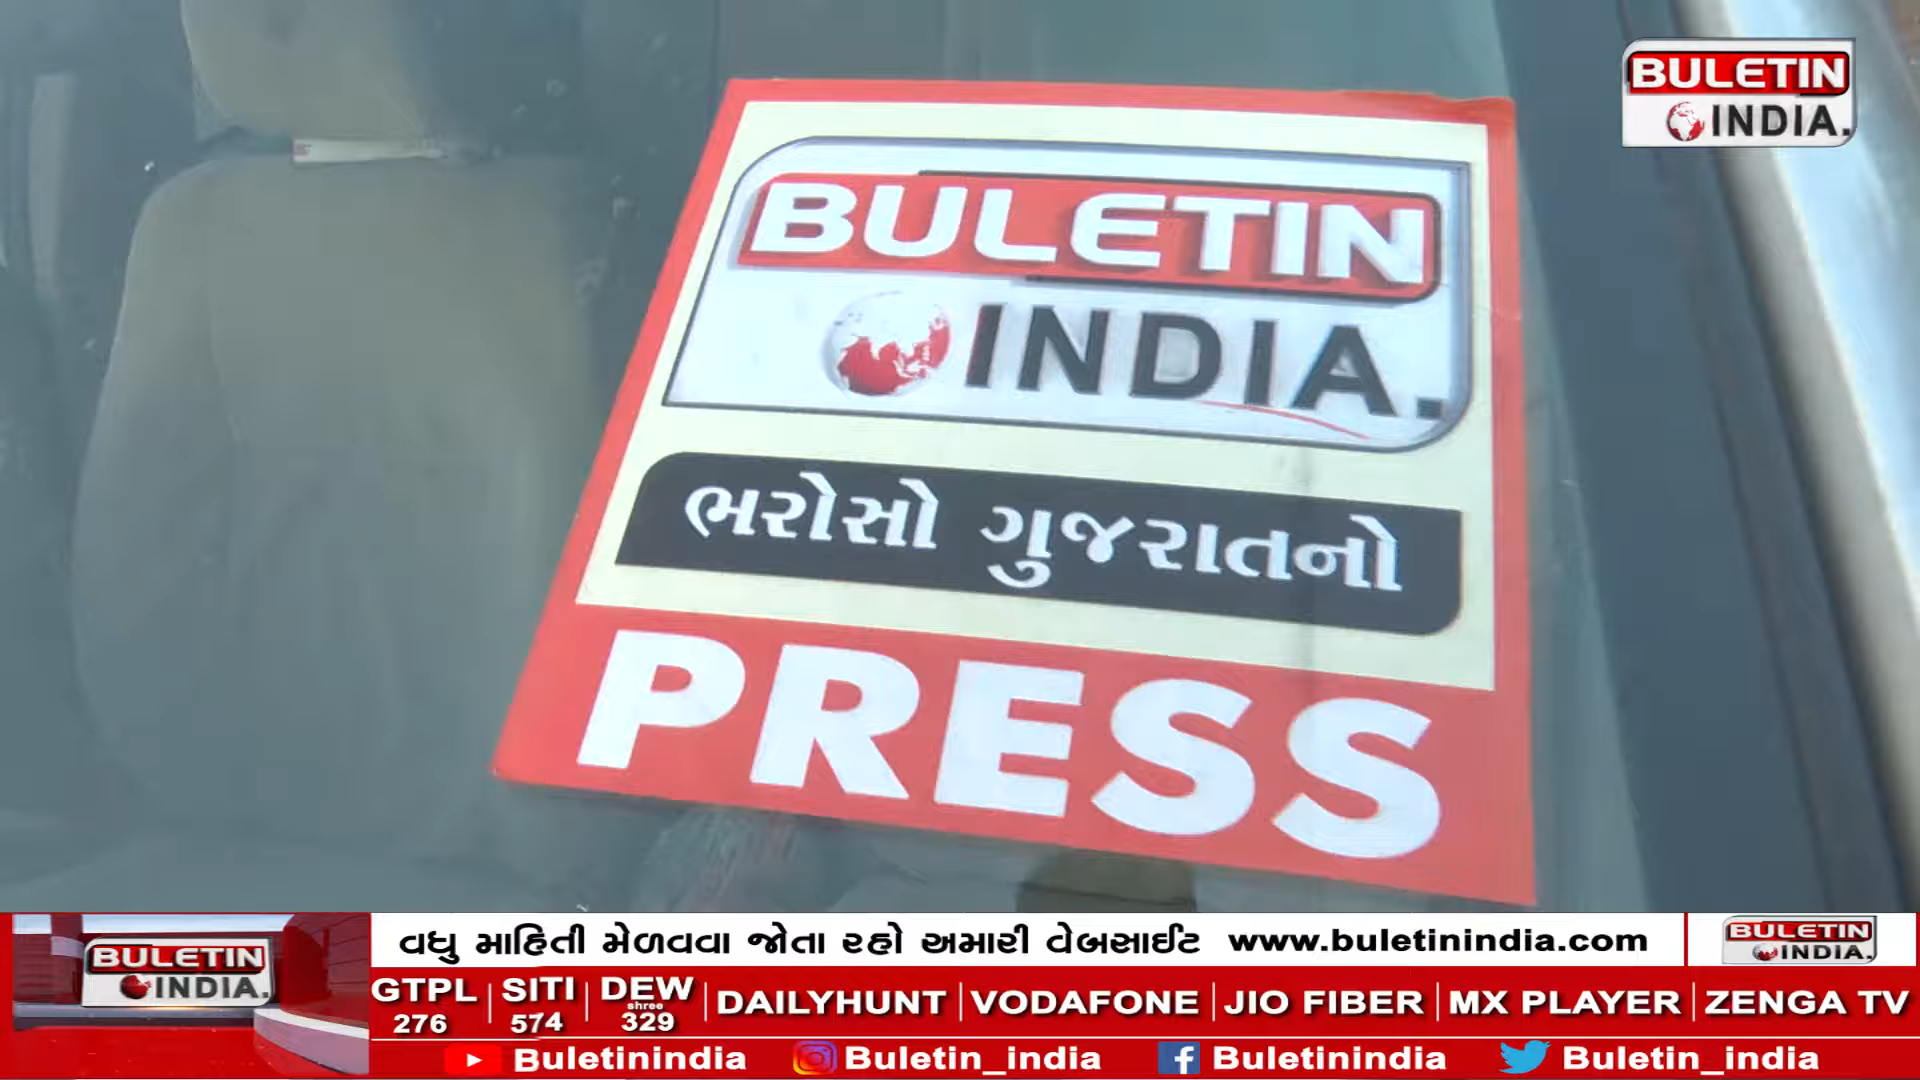 BULETIN
INDIA.
BULETIN
INDIA.
ભરોસો ગુજરાતનો
PRESS
BULETIN
INDIA.
વધુ માહિતી મેળવવા જોતા રહો અમારી વેબસાઈટ www.buletinindia.com
BULETIN
INDIA.
GTPL 276 | SITI 574 | DEW shree 329 | DAILYHUNT | VODAFONE | JIO FIBER | MX PLAYER | ZENGA TV
Buletinindia Buletin_india Buletinindia Buletin_india